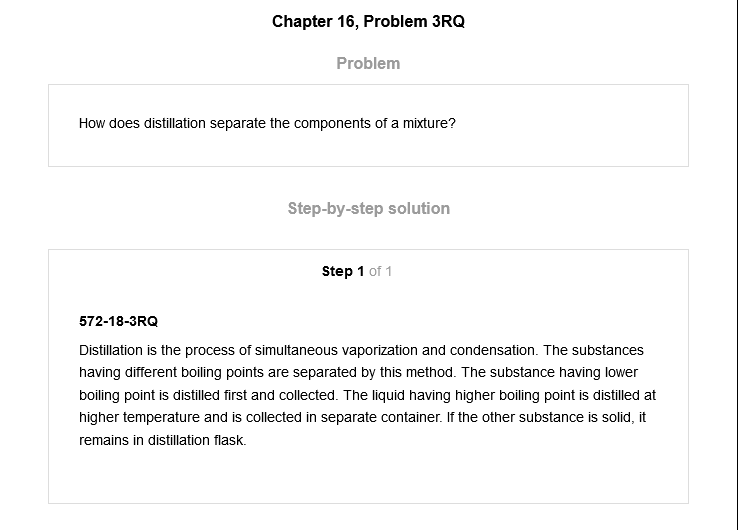 Chapter 16, Problem 3RQ
Problem
How does distillation separate the components of a mixture?
Step-by-step solution
Step 1 of 1
572-18-3RQ
Distillation is the process of simultaneous vaporization and condensation. The substances
having different boiling points are separated by this method. The substance having lower
boiling point is distilled first and collected. The liquid having higher boiling point is distilled at
higher temperature and is collected in separate container. If the other substance is solid, it
remains in distillation flask.